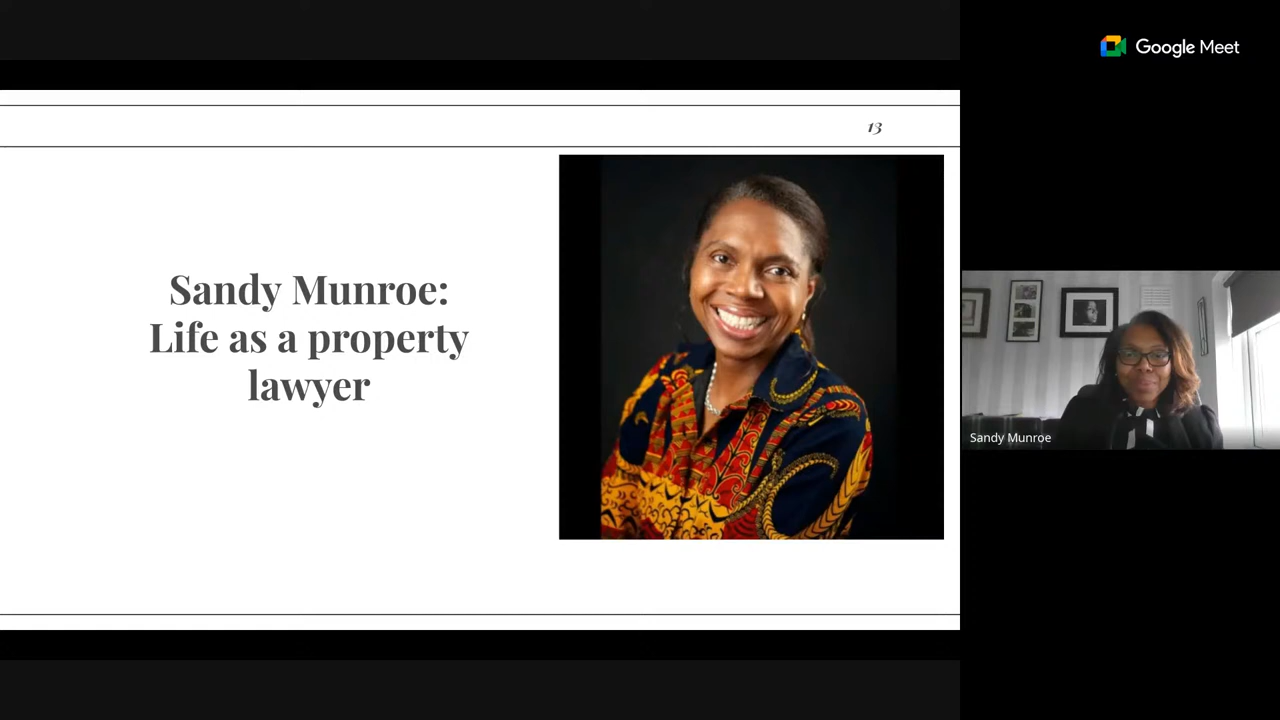 Google Meet
13
Sandy Munroe:
Life as a property
lawyer
Sandy Munroe